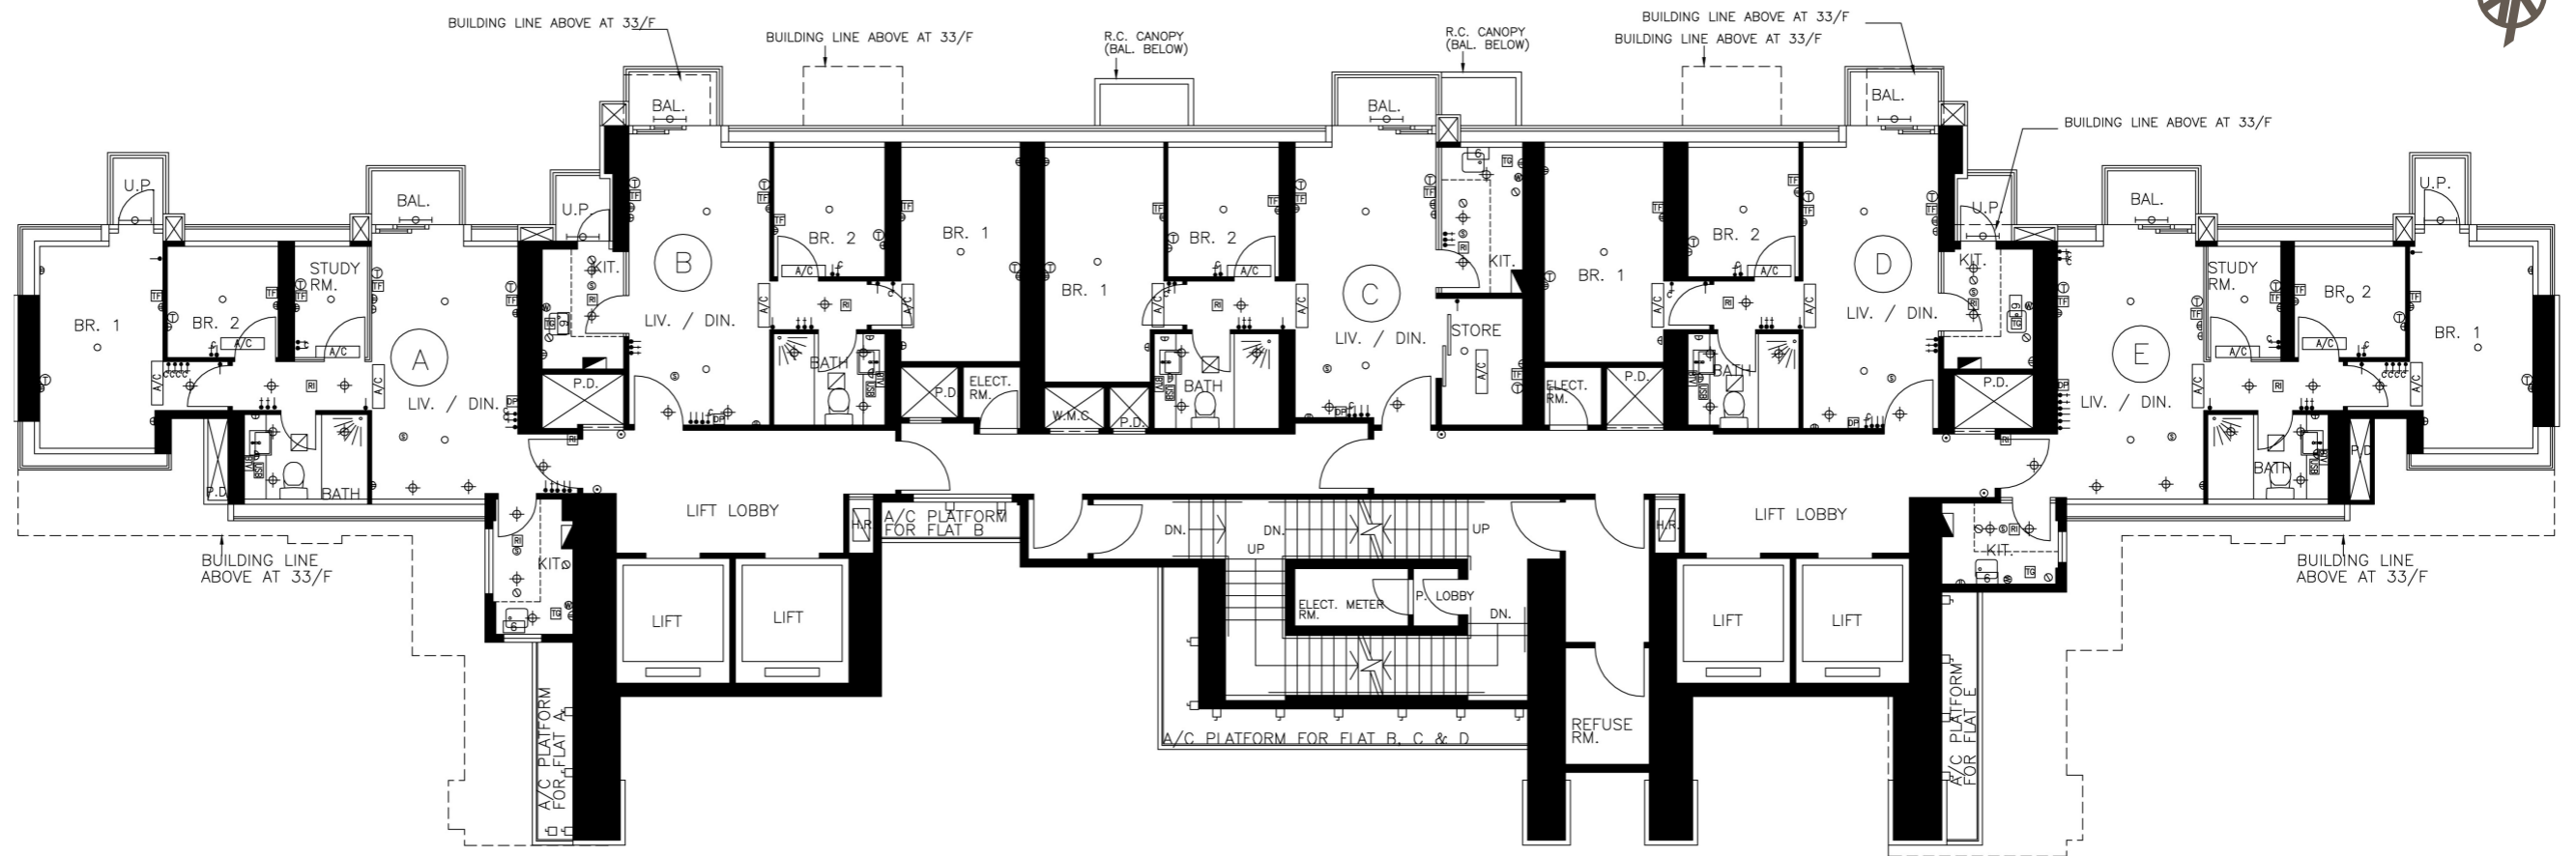 BUILDING LINE ABOVE AT 33/F
BUILDING LINE ABOVE AT 33/F
R.C. CANOPY
(BAL. BELOW)
R.C. CANOPY
(BAL. BELOW)
BUILDING LINE ABOVE AT 33/F
BUILDING LINE ABOVE AT 33/F
BUILDING LINE ABOVE AT 33/F
BAL.
BAL.
BAL.
U.P.
BAL.
U.P.
U.P.
BAL.
U.P.
BR. 1
BR. 2
STUDY
RM.
A
LIV. / DIN.
A/C
A/C
A/C
A/C
BATH
P.D.
KIT.
B
LIV. / DIN.
BR. 2
BR. 1
A/C
A/C
A/C
BATH
P.D.
P.D.
ELECT.
RM.
BR. 1
BR. 2
C
LIV. / DIN.
KIT.
STORE
A/C
A/C
A/C
A/C
BATH
W.M.C
P.D.
BR. 1
BR. 2
D
LIV. / DIN.
KIT.
A/C
A/C
A/C
BATH
ELECT.
RM.
P.D.
P.D.
STUDY
RM.
BR. 2
BR. 1
E
LIV. / DIN.
A/C
A/C
A/C
A/C
BATH
P.D.
LIFT LOBBY
H.R.
A/C PLATFORM
FOR FLAT B
DN.
DN.
UP
UP
H.R.
LIFT LOBBY
KIT.
KIT.
BUILDING LINE
ABOVE AT 33/F
BUILDING LINE
ABOVE AT 33/F
LIFT
LIFT
ELECT. METER
RM.
P. LOBBY
DN.
LIFT
LIFT
A/C PLATFORM
FOR FLAT A
A/C PLATFORM FOR FLAT B, C & D
REFUSE
RM.
A/C PLATFORM
FOR FLAT E